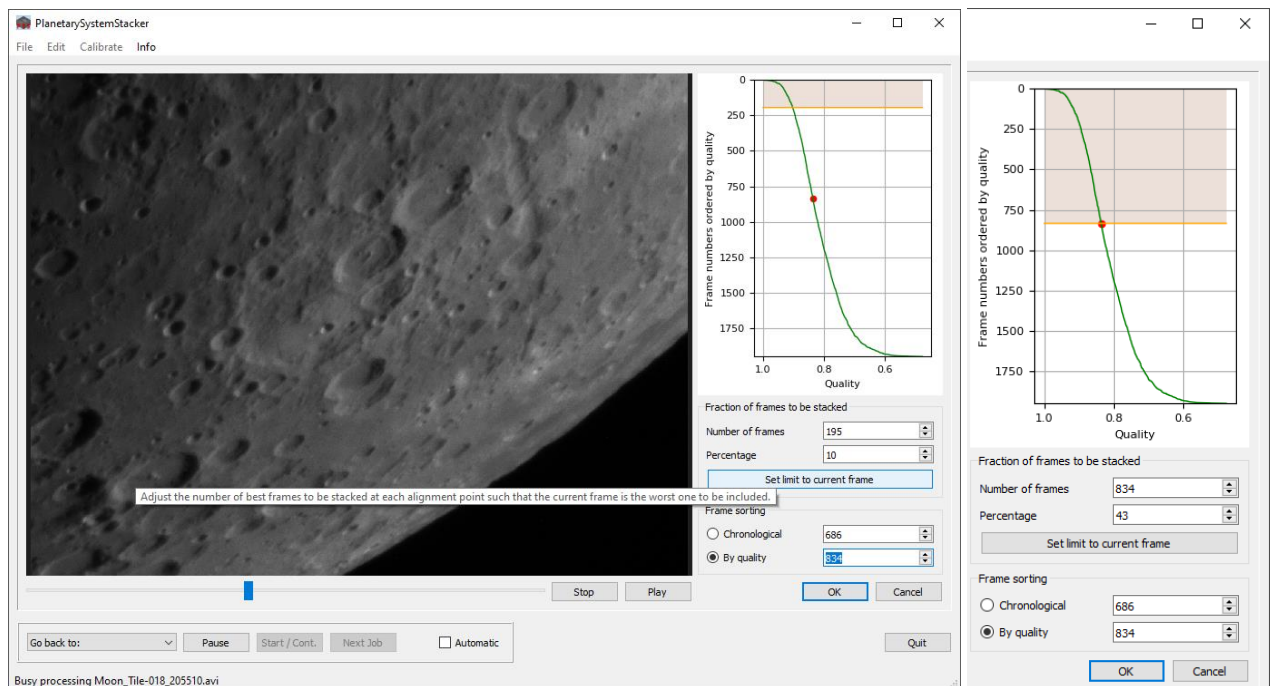 PlanetarySystemStacker
File Edit Calibrate Info
0
250
500
750
1000
1250
1500
1750
Frame numbers ordered by quality
1.0 0.8 0.6
Quality
Fraction of frames to be stacked
Number of frames 195
Percentage 10
Set limit to current frame
Adjust the number of best frames to be stacked at each alignment point such that the current frame is the worst one to be included.
Frame sorting
Chronological 686
By quality 834
Stop Play OK Cancel
Go back to: Pause Start / Cont. Next Job Automatic Quit
Busy processing Moon_Tile-018_205510.avi
0
250
500
750
1000
1250
1500
1750
Frame numbers ordered by quality
1.0 0.8 0.6
Quality
Fraction of frames to be stacked
Number of frames 834
Percentage 43
Set limit to current frame
Frame sorting
Chronological 686
By quality 834
OK Cancel